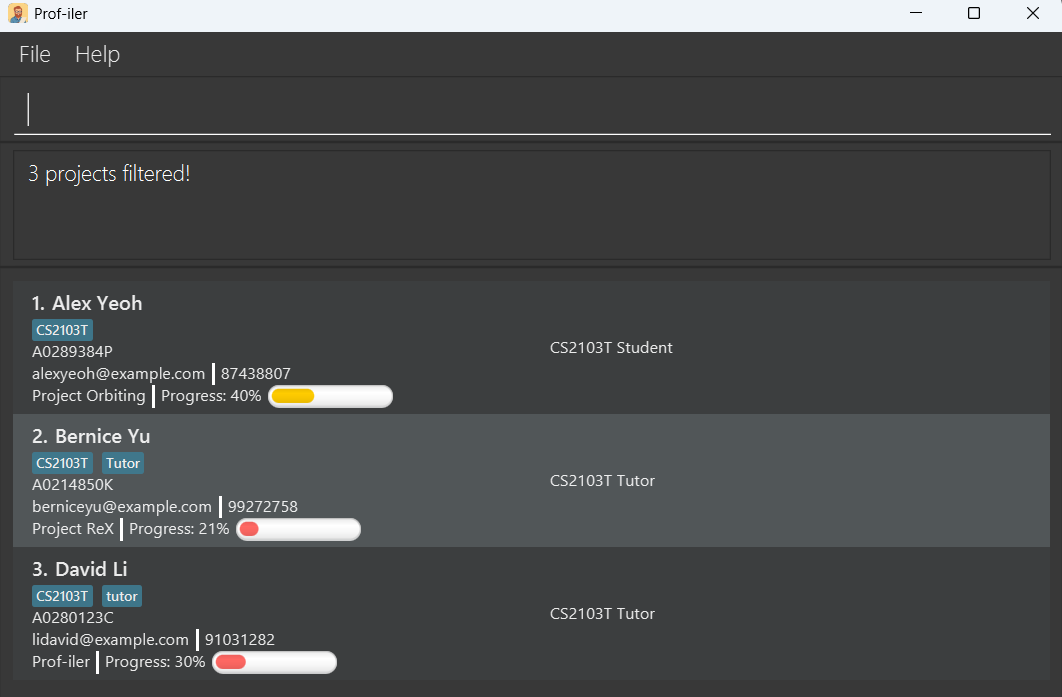 Prof-iler
File Help
3 projects filtered!
1. Alex Yeoh
CS2103T
A0289384P
alexyeoh@example.com 87438807
Project Orbiting Progress: 40%
CS2103T Student
2. Bernice Yu
CS2103T Tutor
A0214850K
berniceyu@example.com 99272758
Project ReX Progress: 21%
CS2103T Tutor
3. David Li
CS2103T tutor
A0280123C
lidavid@example.com 91031282
Prof-iler Progress: 30%
CS2103T Tutor